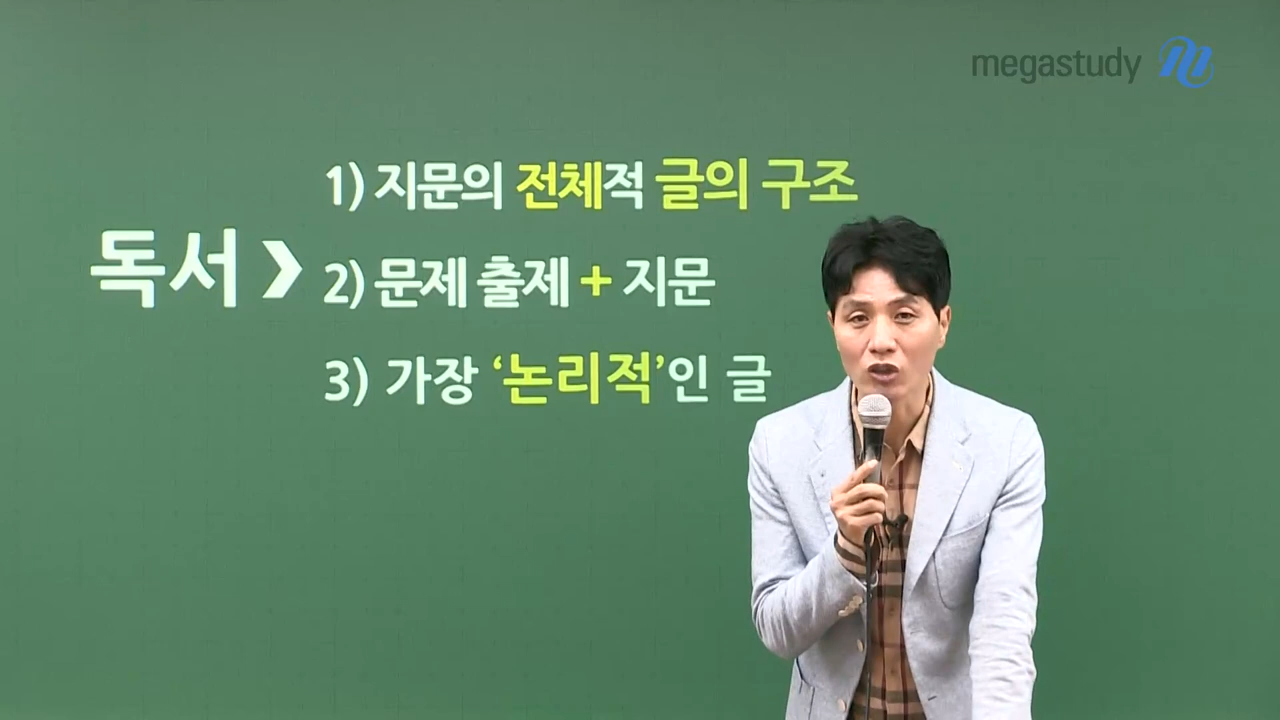 megastudy
1) 지문의 전체적 글의 구조
독서 > 2) 문제 출제 + 지문
3) 가장 ‘논리적’인 글